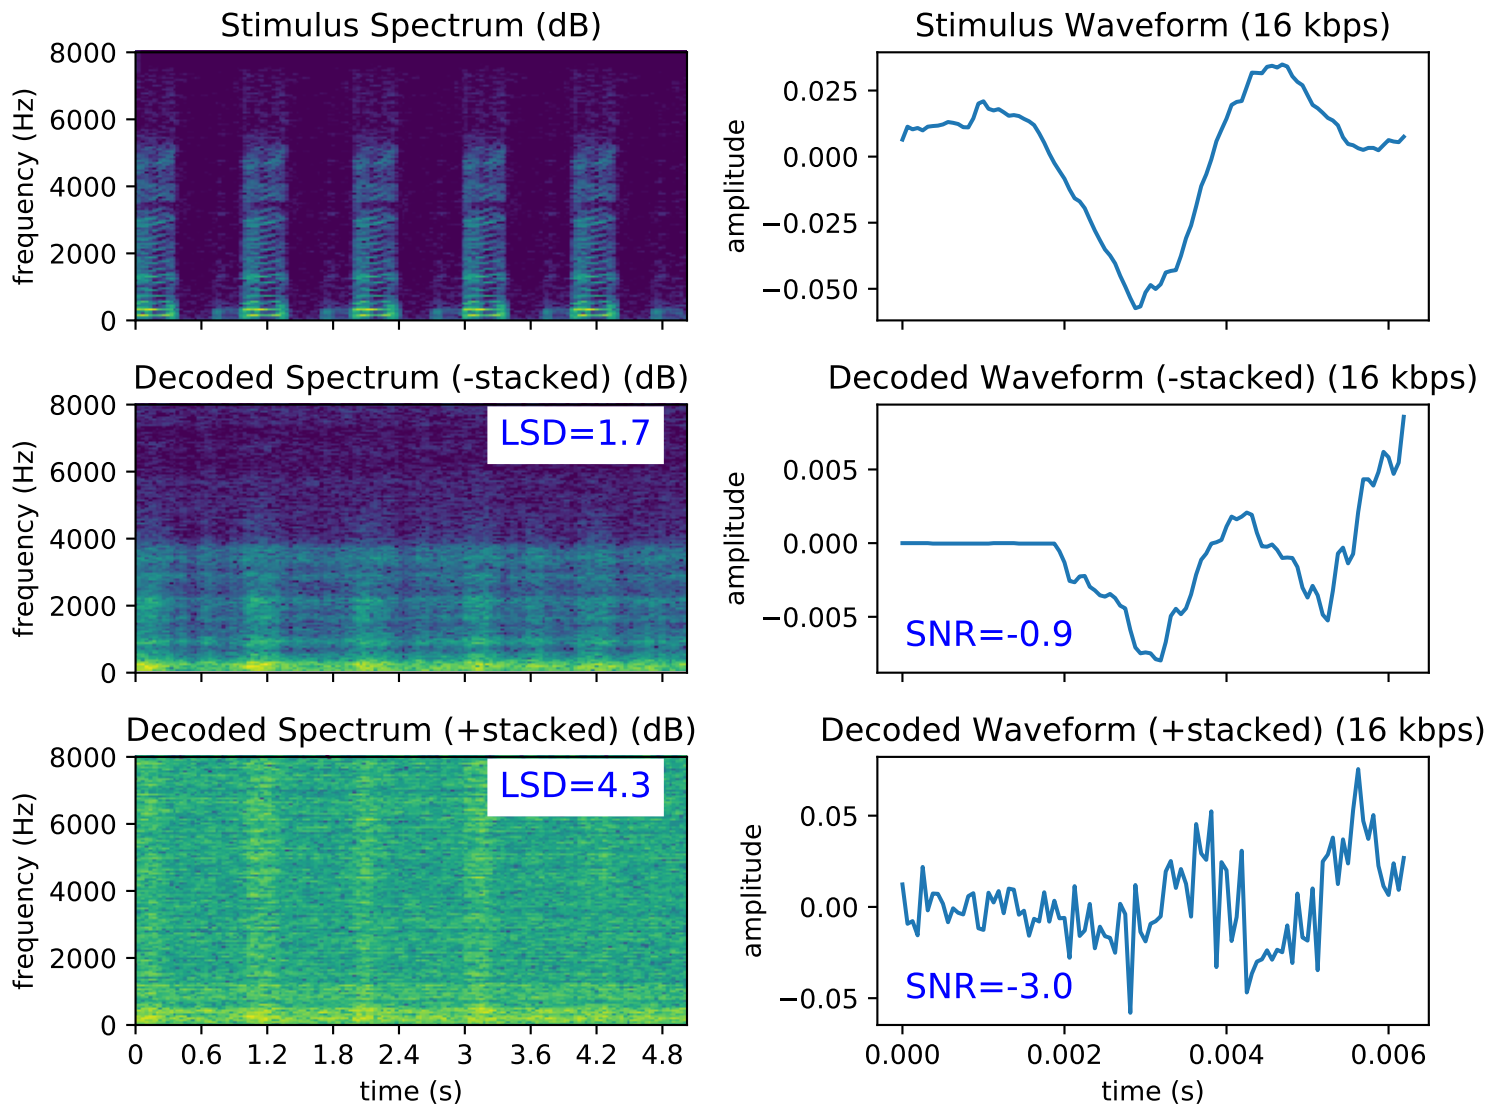 Stimulus Spectrum (dB)
8000
6000
4000
2000
0
frequency (Hz)
Stimulus Waveform (16 kbps)
0.025
0.000
−0.025
−0.050
amplitude
Decoded Spectrum (-stacked) (dB)
LSD=1.7
8000
6000
4000
2000
0
frequency (Hz)
Decoded Waveform (-stacked) (16 kbps)
0.005
0.000
−0.005
amplitude
SNR=-0.9
Decoded Spectrum (+stacked) (dB)
LSD=4.3
8000
6000
4000
2000
0
frequency (Hz)
0 0.6 1.2 1.8 2.4 3 3.6 4.2 4.8
time (s)
Decoded Waveform (+stacked) (16 kbps)
0.05
0.00
−0.05
amplitude
SNR=-3.0
0.000 0.002 0.004 0.006
time (s)